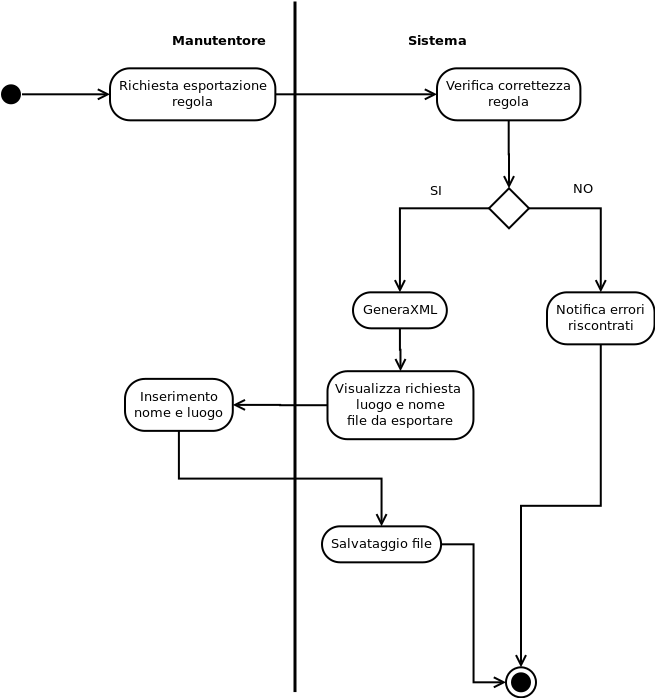 Manutentore
Sistema
Richiesta esportazione
regola
Verifica correttezza
regola
SI
NO
GeneraXML
Notifica errori
riscontrati
Visualizza richiesta
luogo e nome
file da esportare
Inserimento
nome e luogo
Salvataggio file